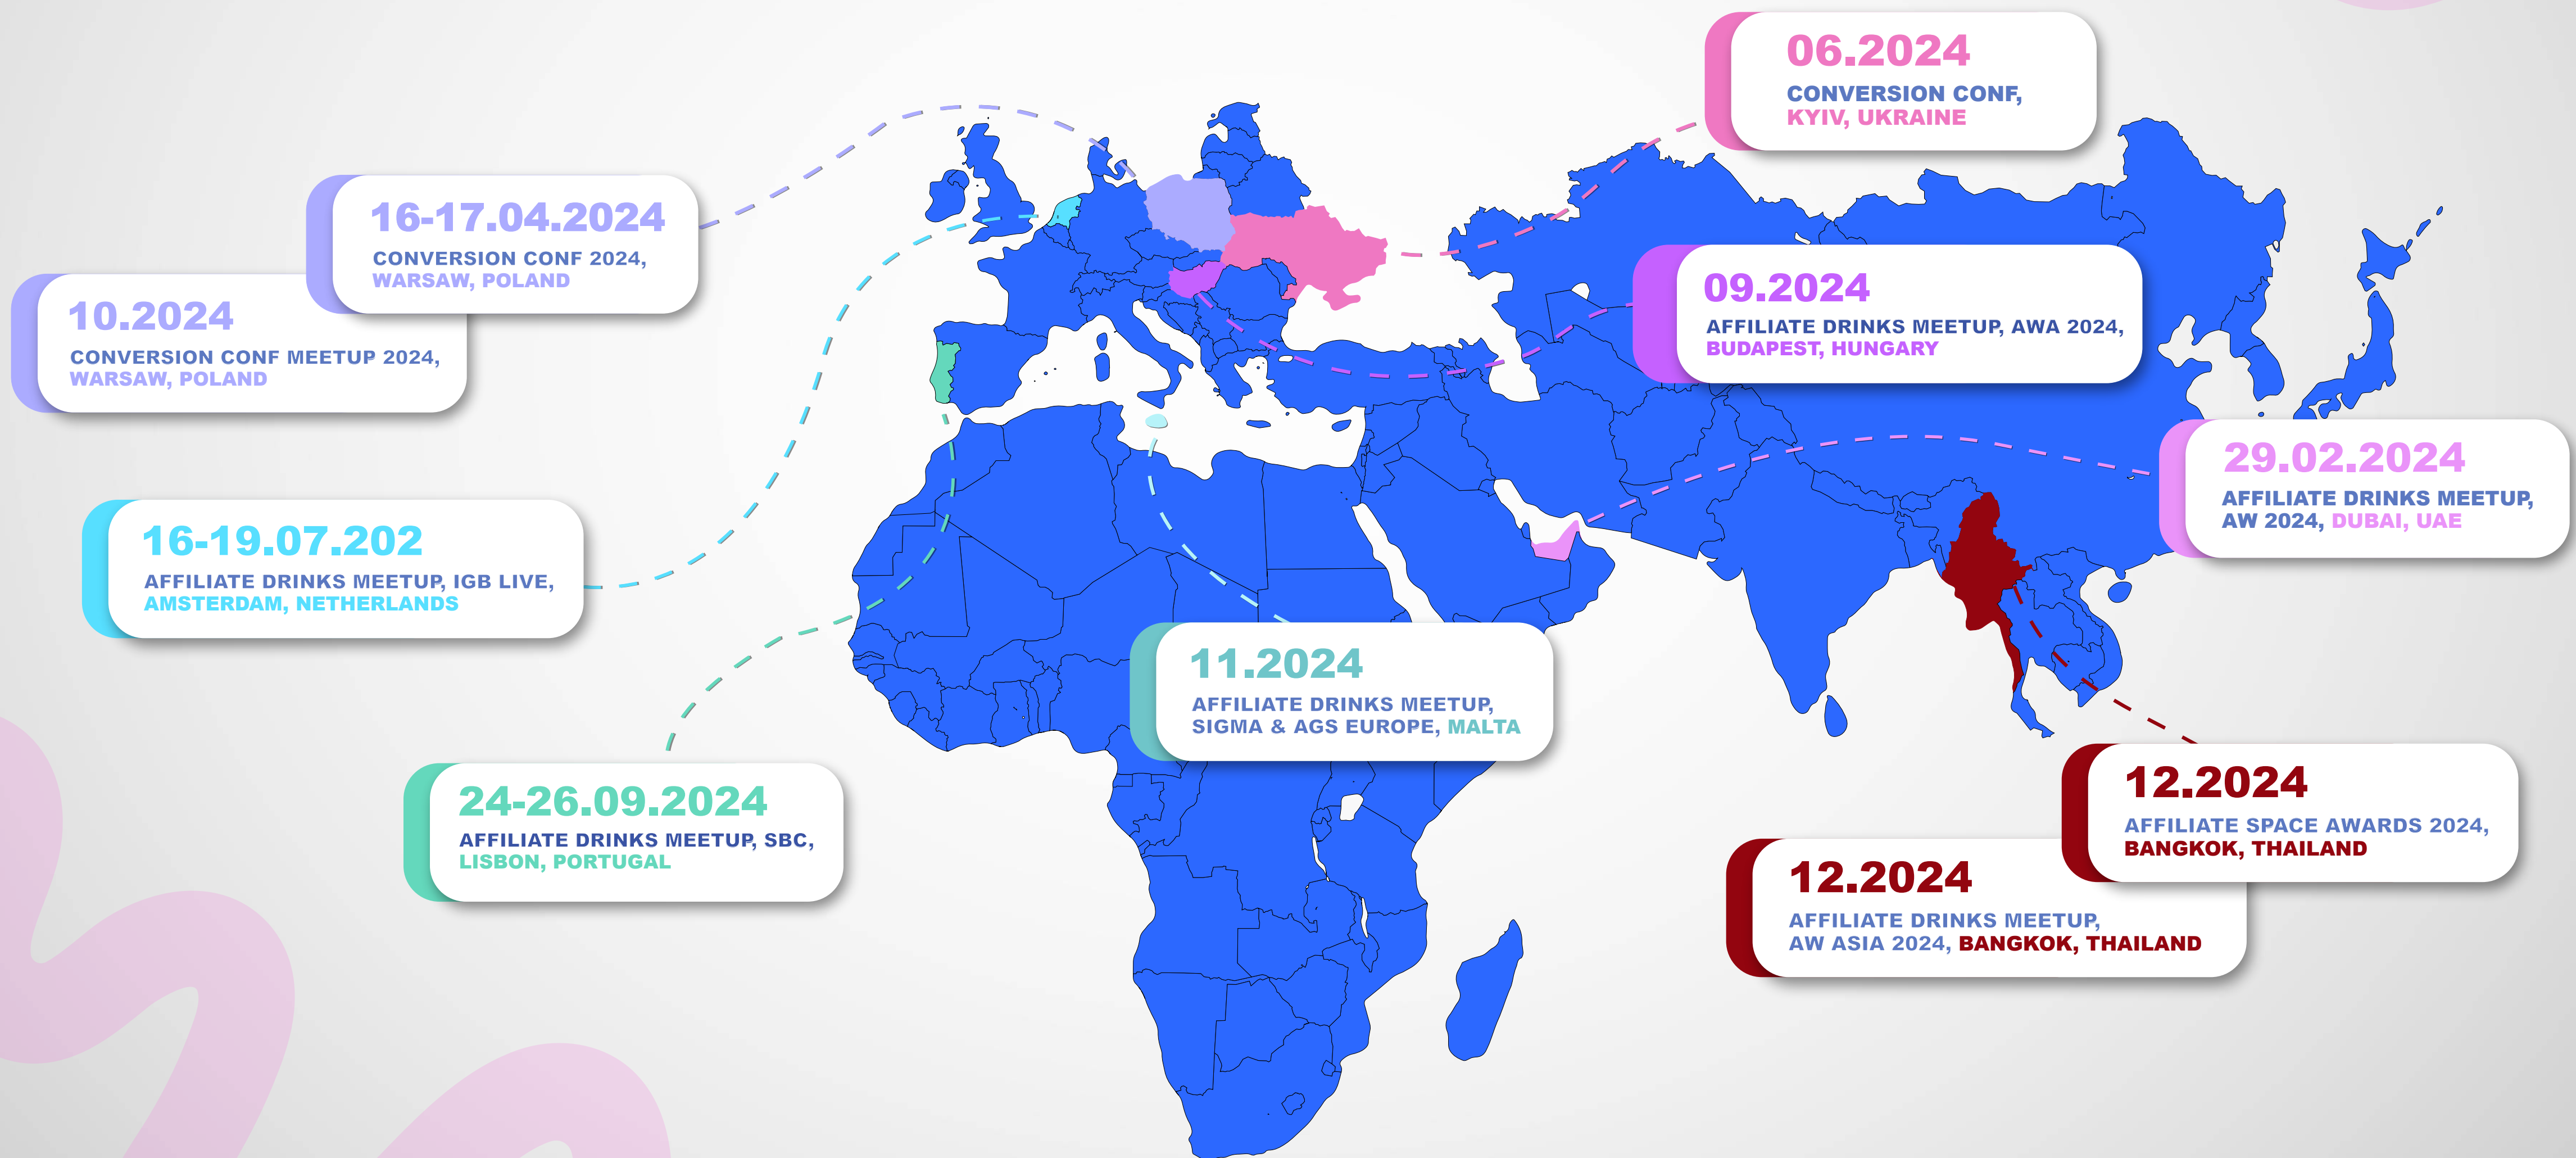 06.2024
CONVERSION CONF,
KYIV, UKRAINE
16-17.04.2024
CONVERSION CONF 2024,
WARSAW, POLAND
10.2024
CONVERSION CONF MEETUP 2024,
WARSAW, POLAND
09.2024
AFFILIATE DRINKS MEETUP, AWA 2024,
BUDAPEST, HUNGARY
29.02.2024
AFFILIATE DRINKS MEETUP,
AW 2024, DUBAI, UAE
16-19.07.202
AFFILIATE DRINKS MEETUP, IGB LIVE,
AMSTERDAM, NETHERLANDS
11.2024
AFFILIATE DRINKS MEETUP,
SIGMA & AGS EUROPE, MALTA
24-26.09.2024
AFFILIATE DRINKS MEETUP, SBC,
LISBON, PORTUGAL
12.2024
AFFILIATE SPACE AWARDS 2024,
BANGKOK, THAILAND
12.2024
AFFILIATE DRINKS MEETUP,
AW ASIA 2024, BANGKOK, THAILAND